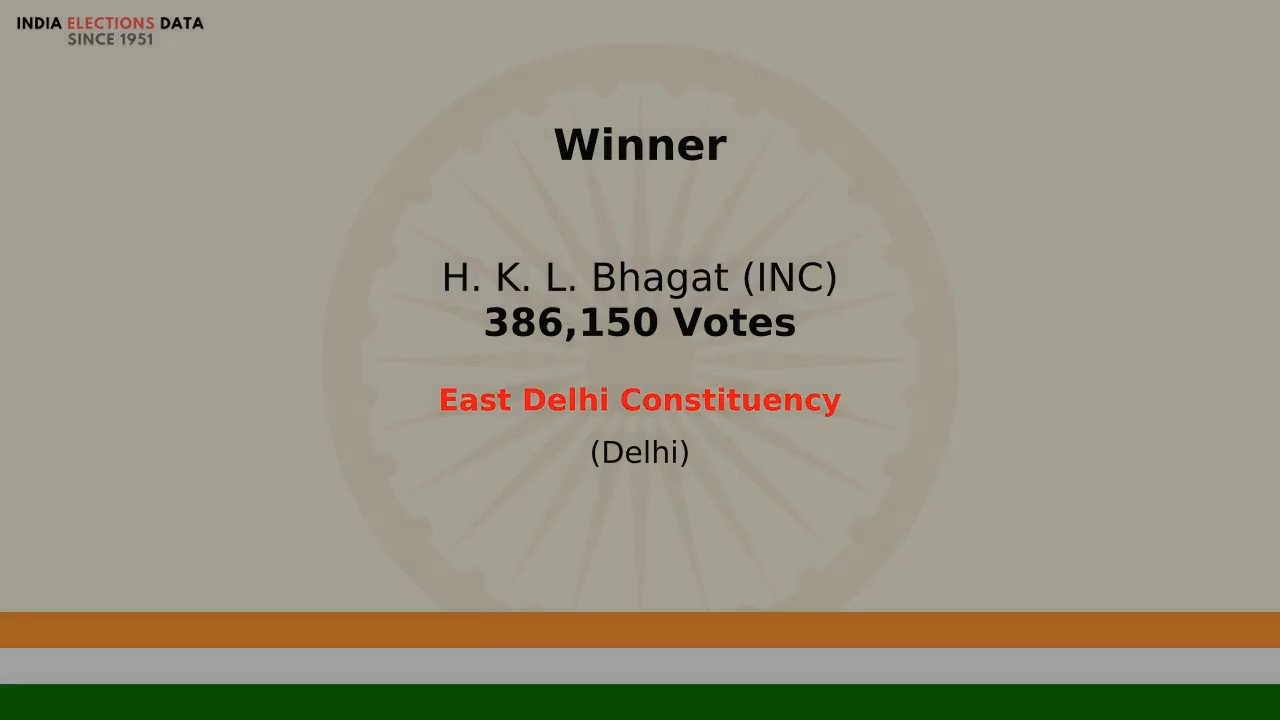 INDIA ELECTIONS DATA
SINCE 1951
Winner
H. K. L. Bhagat (INC)
386,150 Votes
East Delhi Constituency
(Delhi)